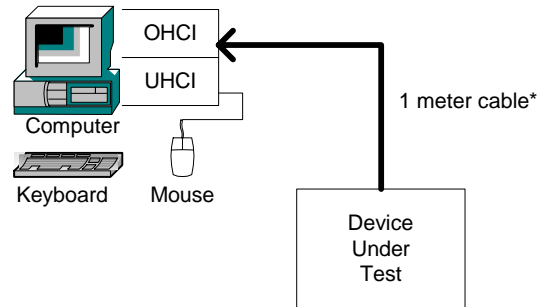 OHCI
UHCI
1 meter cable*
Computer
Keyboard
Mouse
Device
Under
Test